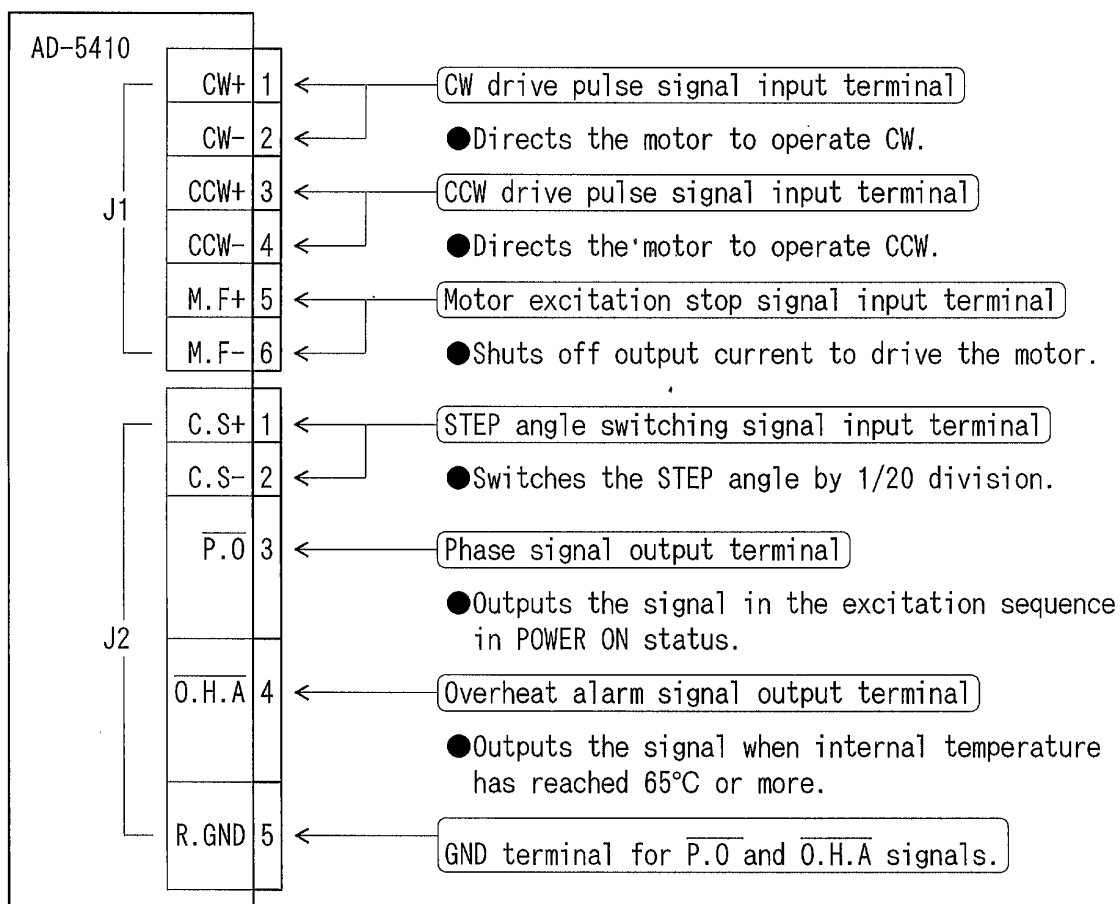 AD-5410
J1
CW+ 1 CW drive pulse signal input terminal
CW- 2 ●Directs the motor to operate CW.
CCW+ 3 CCW drive pulse signal input terminal
CCW- 4 ●Directs the motor to operate CCW.
M.F+ 5 Motor excitation stop signal input terminal
M.F- 6 ●Shuts off output current to drive the motor.
J2
C.S+ 1 STEP angle switching signal input terminal
C.S- 2 ●Switches the STEP angle by 1/20 division.
P.O 3 Phase signal output terminal
●Outputs the signal in the excitation sequence
in POWER ON status.
O.H.A 4 Overheat alarm signal output terminal
●Outputs the signal when internal temperature
has reached 65°C or more.
R.GND 5 GND terminal for P.O and O.H.A signals.